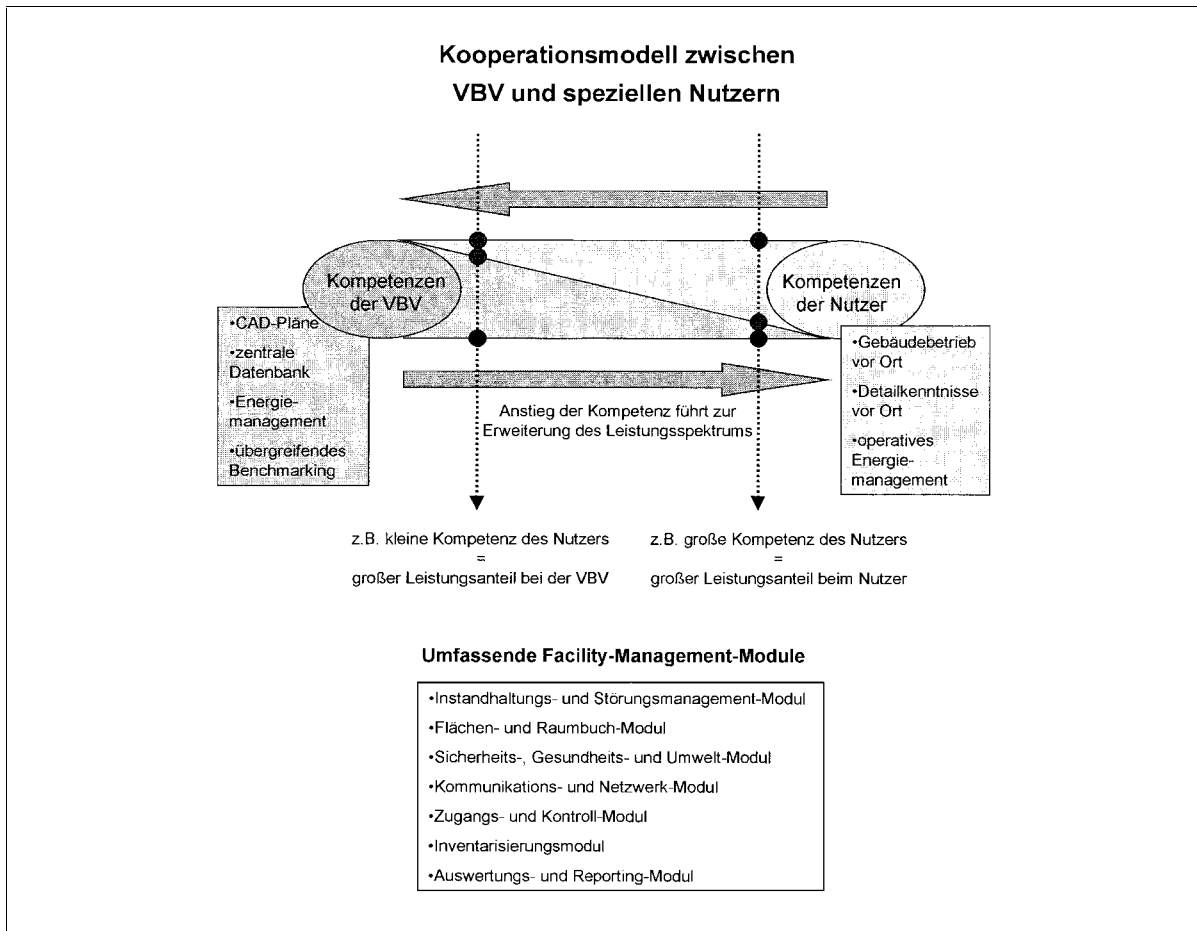 Kooperationsmodell zwischen
VBV und speziellen Nutzern
Kompetenzen
der VBV
Kompetenzen
der Nutzer
•CAD-Pläne
•zentrale
Datenbank
•Energie-
management
•übergreifendes
Benchmarking
•Gebäudebetrieb
vor Ort
•Detailkenntnisse
vor Ort
•operatives
Energie-
management
Anstieg der Kompetenz führt zur
Erweiterung des Leistungsspektrums
z.B. kleine Kompetenz des Nutzers
=
großer Leistungsanteil bei der VBV
z.B. große Kompetenz des Nutzers
=
großer Leistungsanteil beim Nutzer
Umfassende Facility-Management-Module
•Instandhaltungs- und Störungsmanagement-Modul
•Flächen- und Raumbuch-Modul
•Sicherheits-, Gesundheits- und Umwelt-Modul
•Kommunikations- und Netzwerk-Modul
•Zugangs- und Kontroll-Modul
•Inventarisierungsmodul
•Auswertungs- und Reporting-Modul